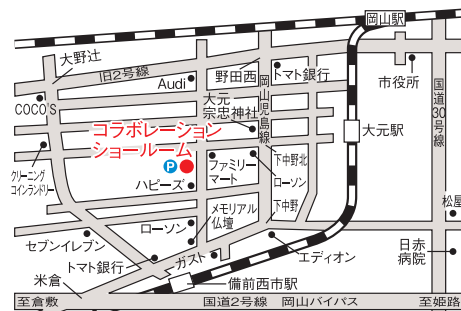 岡山駅
大野辻
旧2号線
野田西
トマト銀行
Audi
市役所
COCO'S
大元
宗忠神社
岡山児島線
国道30号線
コラボレーション
ショールーム
大元駅
クリーニング
コインランドリー
P
ファミリー
マート
下中野北
ローソン
ハピーズ
下中野
メモリアル
仏壇
松屋
ローソン
セブンイレブン
トマト銀行
ガスト
エディオン
日赤
病院
米倉
備前西市駅
至倉敷
国道2号線 岡山バイパス
至姫路